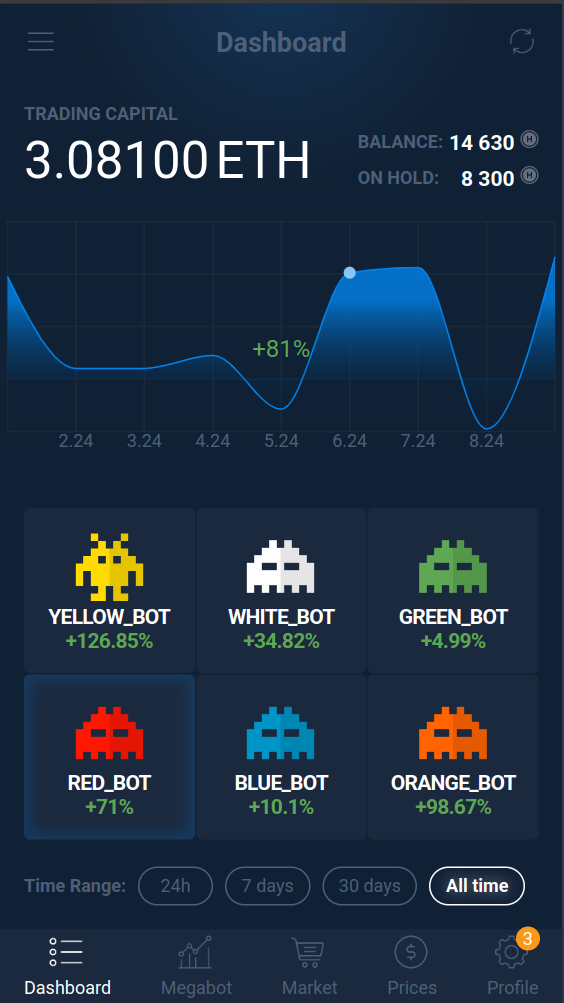 Dashboard
TRADING CAPITAL
3.08100 ETH
BALANCE: 14 630
ON HOLD: 8 300
+81%
2.24 3.24 4.24 5.24 6.24 7.24 8.24
YELLOW_BOT
+126.85%
WHITE_BOT
+34.82%
GREEN_BOT
+4.99%
RED_BOT
+71%
BLUE_BOT
+10.1%
ORANGE_BOT
+98.67%
Time Range: 24h 7 days 30 days All time
3
Dashboard Megabot Market Prices Profile